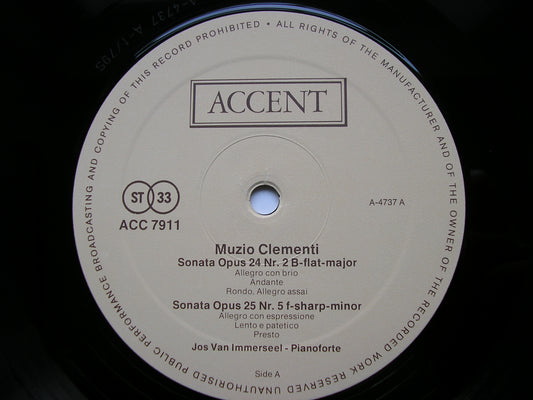 UNAUTHORISED PUBLIC PERFORMANCE BROADCASTING AND COPYING OF THIS RECORD PROHIBITED • ALL RIGHTS OF THE MANUFACTURER AND OF THE OWNER OF THE RECORDED WORK RESERVED
ACCENT
ST 33
ACC 7911
A-4737 A
Muzio Clementi
Sonata Opus 24 Nr. 2 B-flat-major
Allegro con brio
Andante
Rondo, Allegro assai
Sonata Opus 25 Nr. 5 f-sharp-minor
Allegro con espressione
Lento e patetico
Presto
Jos Van Immerseel - Pianoforte
Side A
A-4737 A 1/795